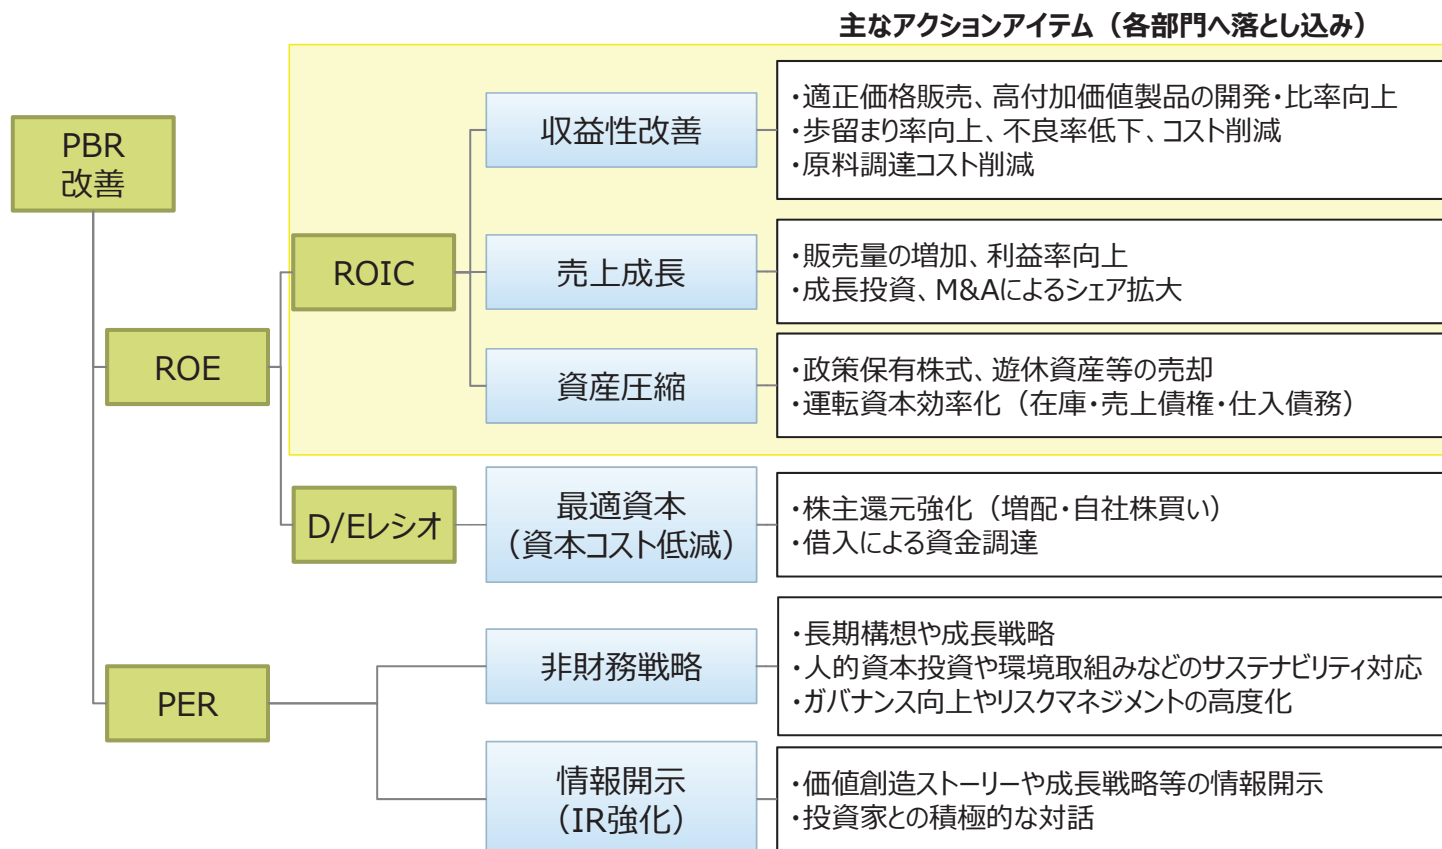 主なアクションアイテム（各部門へ落とし込み）
PBR
改善
ROE
ROIC
収益性改善
・適正価格販売、高付加価値製品の開発・比率向上
・歩留まり率向上、不良率低下、コスト削減
・原料調達コスト削減
売上成長
・販売量の増加、利益率向上
・成長投資、M&Aによるシェア拡大
資産圧縮
・政策保有株式、遊休資産等の売却
・運転資本効率化（在庫・売上債権・仕入債務）
D/Eレシオ
最適資本
（資本コスト低減）
・株主還元強化（増配・自社株買い）
・借入による資金調達
PER
非財務戦略
・長期構想や成長戦略
・人的資本投資や環境取組みなどのサステナビリティ対応
・ガバナンス向上やリスクマネジメントの高度化
情報開示
（IR強化）
・価値創造ストーリーや成長戦略等の情報開示
・投資家との積極的な対話